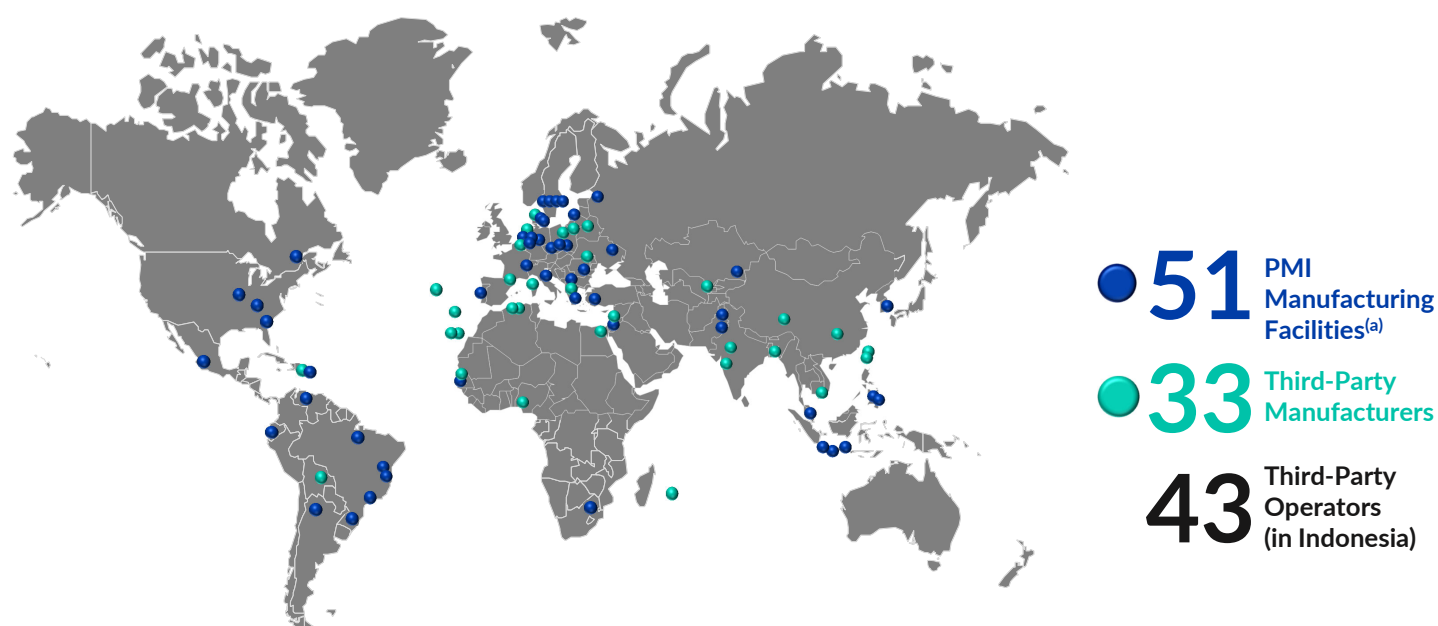 51 PMI
Manufacturing
Facilities(a)
33 Third-Party
Manufacturers
43 Third-Party
Operators
(in Indonesia)